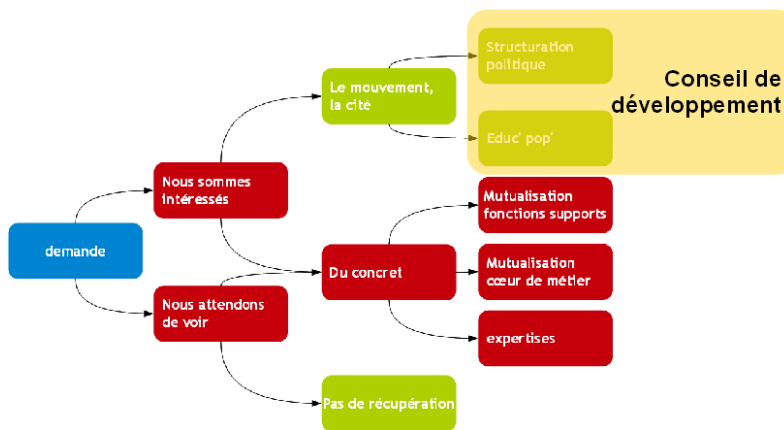 Structuration
politique
Conseil de
développement
Le mouvement,
la cité
Educ' pop'
Nous sommes
intéressés
Mutualisation
fonctions supports
demande
Du concret
Mutualisation
cœur de métier
Nous attendons
de voir
expertises
Pas de récupération